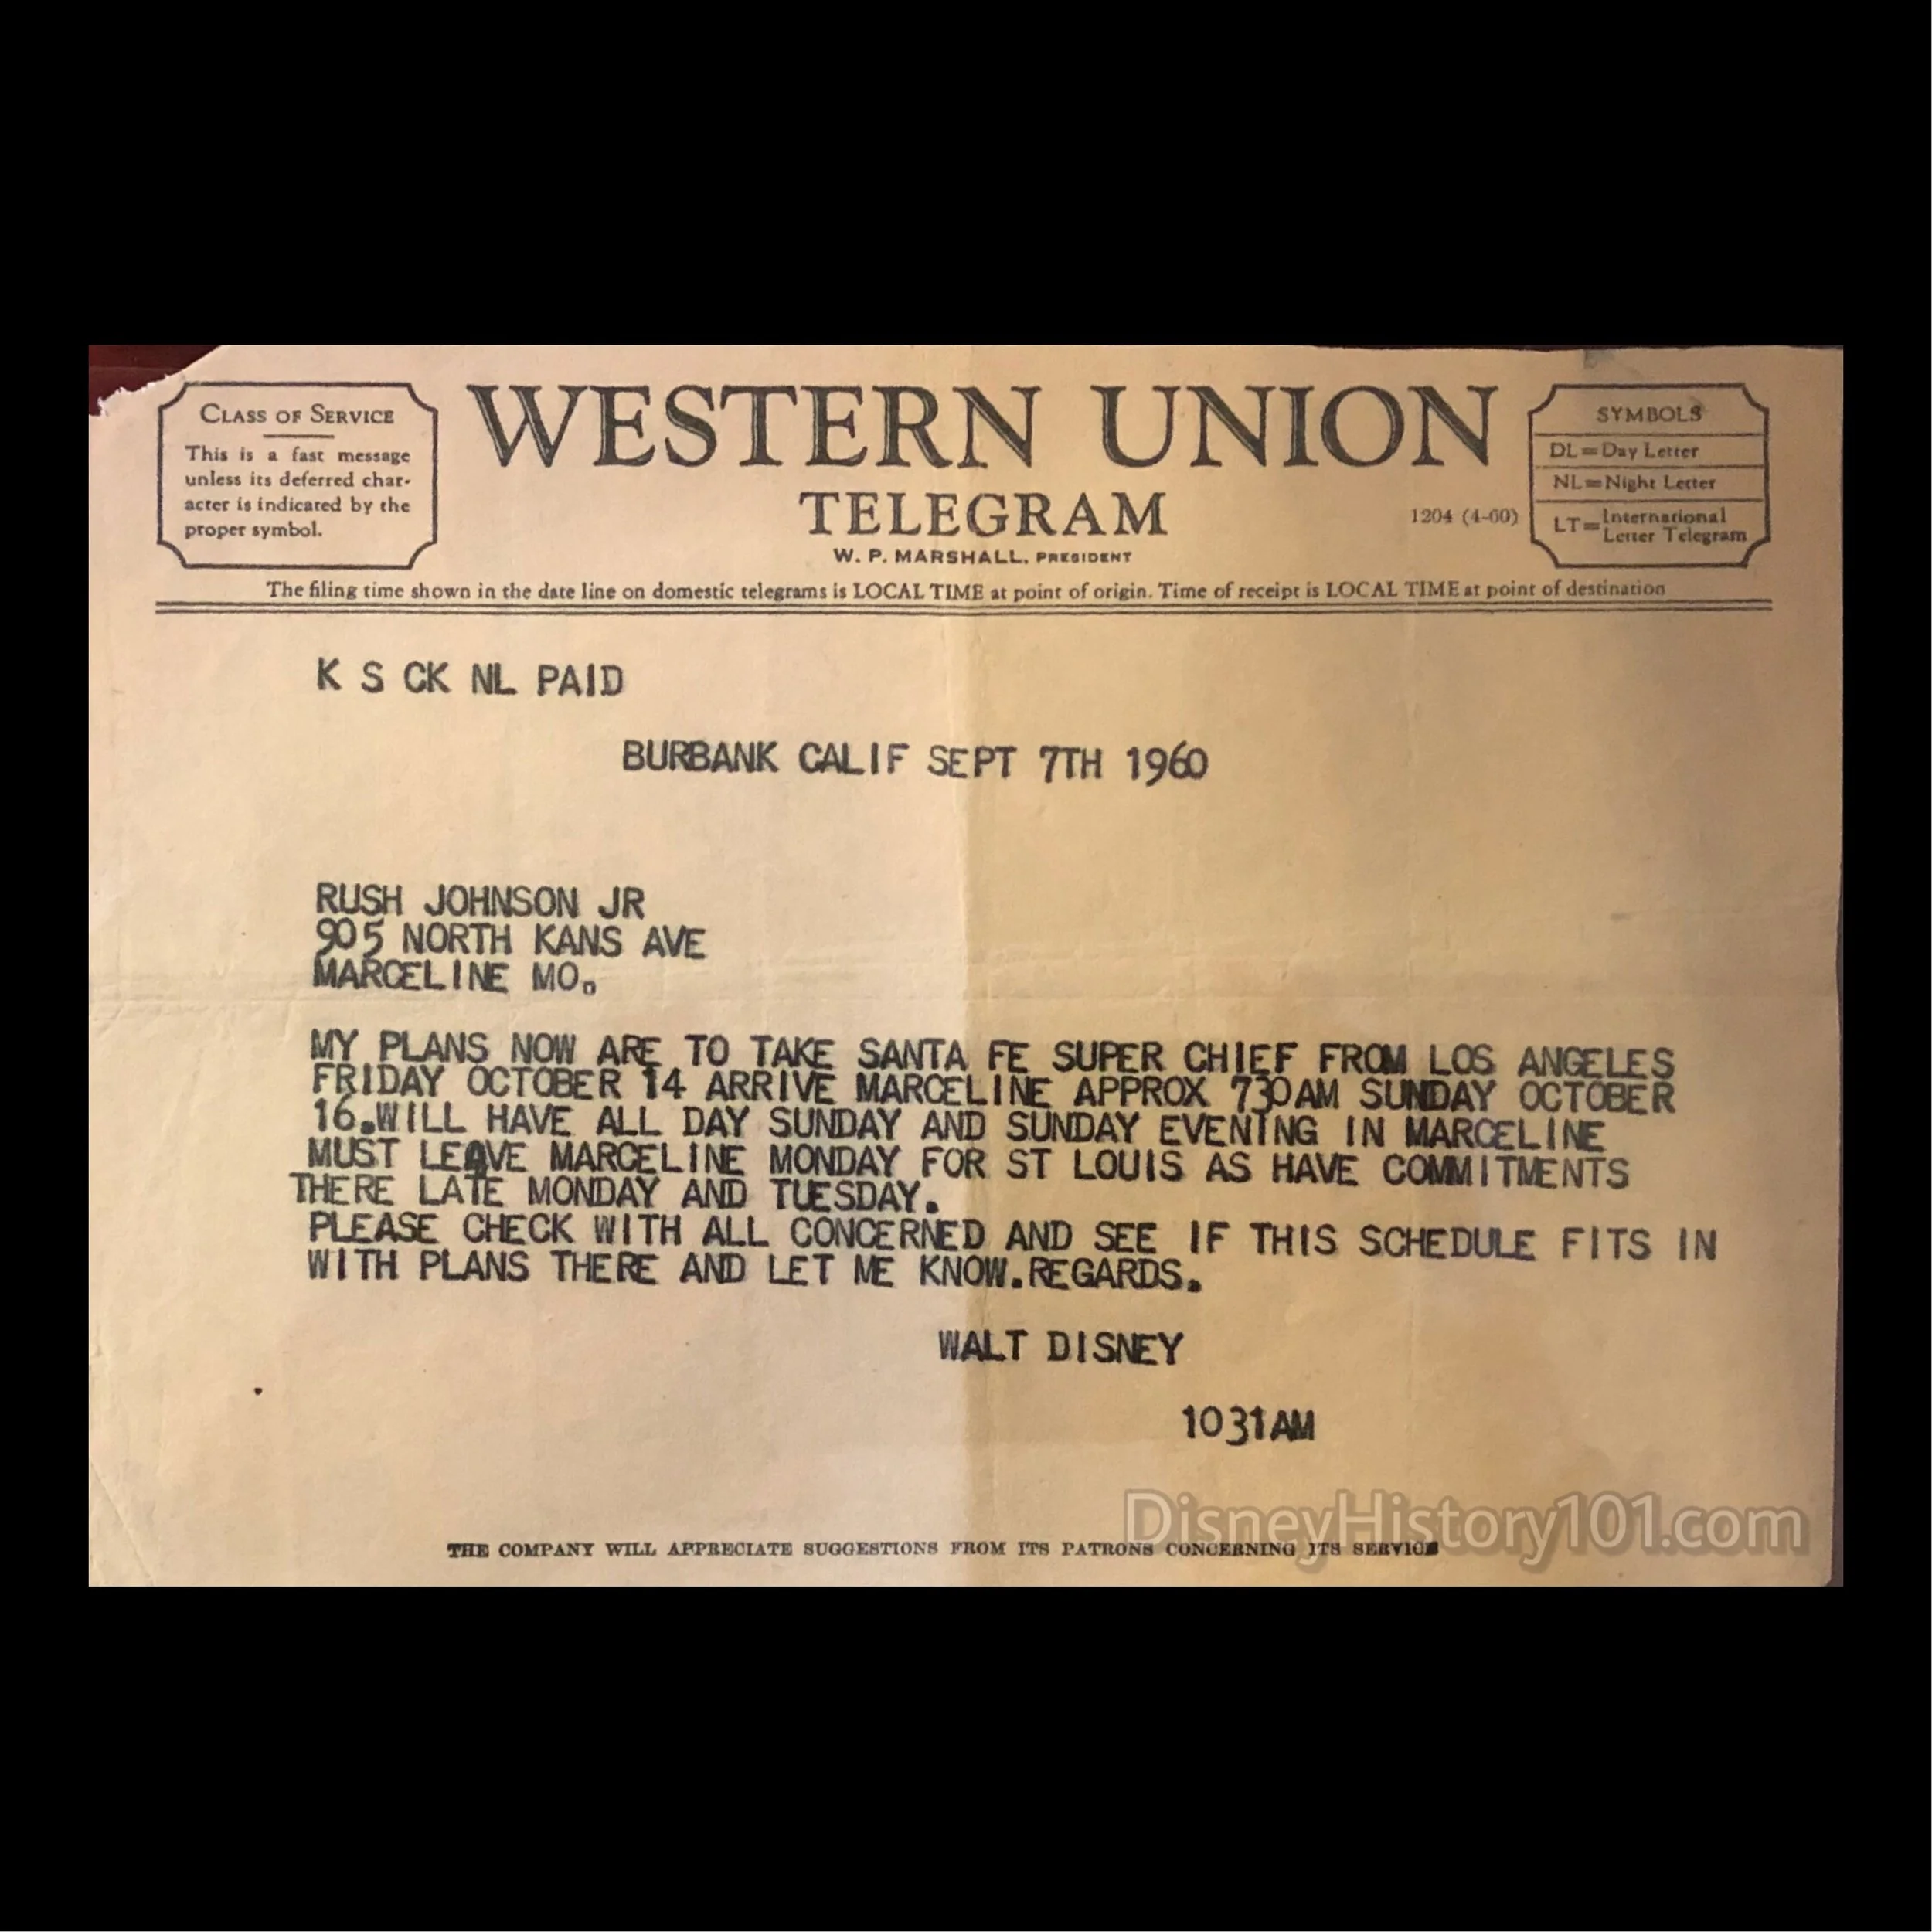 CLASS OF SERVICE
This is a fast message
unless its deferred char-
acter is indicated by the
proper symbol.
WESTERN UNION
TELEGRAM
W. P. MARSHALL, PRESIDENT
1204 (4-60)
SYMBOLS
DL=Day Letter
NL=Night Letter
LT=International
Letter Telegram
The filing time shown in the date line on domestic telegrams is LOCAL TIME at point of origin. Time of receipt is LOCAL TIME at point of destination
K S CK NL PAID
BURBANK CALIF SEPT 7TH 1960
RUSH JOHNSON JR
905 NORTH KANS AVE
MARCELINE MO.
MY PLANS NOW ARE TO TAKE SANTA FE SUPER CHIEF FROM LOS ANGELES
FRIDAY OCTOBER 14 ARRIVE MARCELINE APPROX 730AM SUNDAY OCTOBER
16.WILL HAVE ALL DAY SUNDAY AND SUNDAY EVENING IN MARCELINE
MUST LEAVE MARCELINE MONDAY FOR ST LOUIS AS HAVE COMMITMENTS
THERE LATE MONDAY AND TUESDAY.
PLEASE CHECK WITH ALL CONCERNED AND SEE IF THIS SCHEDULE FITS IN
WITH PLANS THERE AND LET ME KNOW.REGARDS.
WALT DISNEY
1031AM
DisneyHistory101.com
THE COMPANY WILL APPRECIATE SUGGESTIONS FROM ITS PATRONS CONCERNING ITS SERVICE